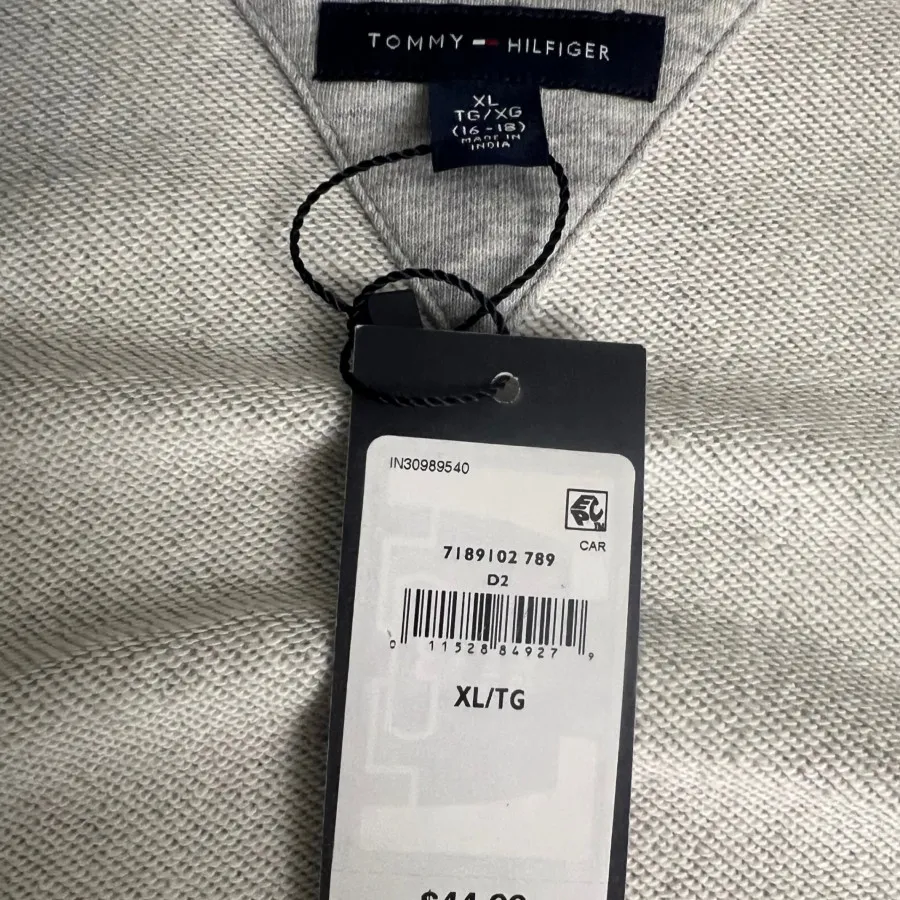 TOMMY HILFIGER
XL
TG/XG
(16-18)
MADE IN
INDIA
IN30989540
ECPC™
CAR
7189102 789
D2
0 11528 84927 9
XL/TG